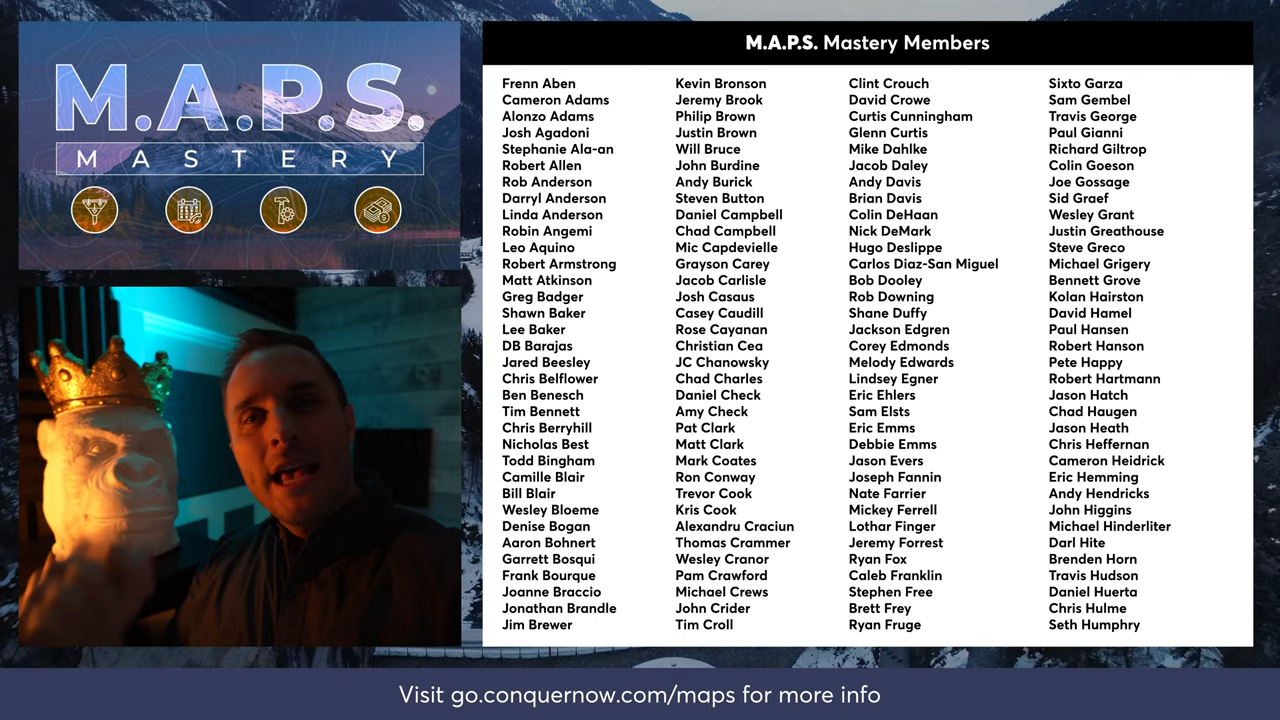 M.A.P.S.
MASTERY
M.A.P.S. Mastery Members
Frenn Aben
Cameron Adams
Alonzo Adams
Josh Agadoni
Stephanie Ala-an
Robert Allen
Rob Anderson
Darryl Anderson
Linda Anderson
Robin Angemi
Leo Aquino
Robert Armstrong
Matt Atkinson
Greg Badger
Shawn Baker
Lee Baker
DB Barajas
Jared Beesley
Chris Belflower
Ben Benesch
Tim Bennett
Chris Berryhill
Nicholas Best
Todd Bingham
Camille Blair
Bill Blair
Wesley Bloeme
Denise Bogan
Aaron Bohnert
Garrett Bosqui
Frank Bourque
Joanne Braccio
Jonathan Brandle
Jim Brewer
Kevin Bronson
Jeremy Brook
Philip Brown
Justin Brown
Will Bruce
John Burdine
Andy Burick
Steven Button
Daniel Campbell
Chad Campbell
Mic Capdevielle
Grayson Carey
Jacob Carlisle
Josh Casaus
Casey Caudill
Rose Cayanan
Christian Cea
JC Chanowsky
Chad Charles
Daniel Check
Amy Check
Pat Clark
Matt Clark
Mark Coates
Ron Conway
Trevor Cook
Kris Cook
Alexandru Craciun
Thomas Crammer
Wesley Cranor
Pam Crawford
Michael Crews
John Crider
Tim Croll
Clint Crouch
David Crowe
Curtis Cunningham
Glenn Curtis
Mike Dahlke
Jacob Daley
Andy Davis
Brian Davis
Colin DeHaan
Nick DeMark
Hugo Deslippe
Carlos Diaz-San Miguel
Bob Dooley
Rob Downing
Shane Duffy
Jackson Edgren
Corey Edmonds
Melody Edwards
Lindsey Egner
Eric Ehlers
Sam Elsts
Eric Emms
Debbie Emms
Jason Evers
Joseph Fannin
Nate Farrier
Mickey Ferrell
Lothar Finger
Jeremy Forrest
Ryan Fox
Caleb Franklin
Stephen Free
Brett Frey
Ryan Fruge
Sixto Garza
Sam Gembel
Travis George
Paul Gianni
Richard Giltrop
Colin Goeson
Joe Gossage
Sid Graef
Wesley Grant
Justin Greathouse
Steve Greco
Michael Grigery
Bennett Grove
Kolan Hairston
David Hamel
Paul Hansen
Robert Hanson
Pete Happy
Robert Hartmann
Jason Hatch
Chad Haugen
Jason Heath
Chris Heffernan
Cameron Heidrick
Eric Hemming
Andy Hendricks
John Higgins
Michael Hinderliter
Darl Hite
Brenden Horn
Travis Hudson
Daniel Huerta
Chris Hulme
Seth Humphry
Visit go.conquernow.com/maps for more info